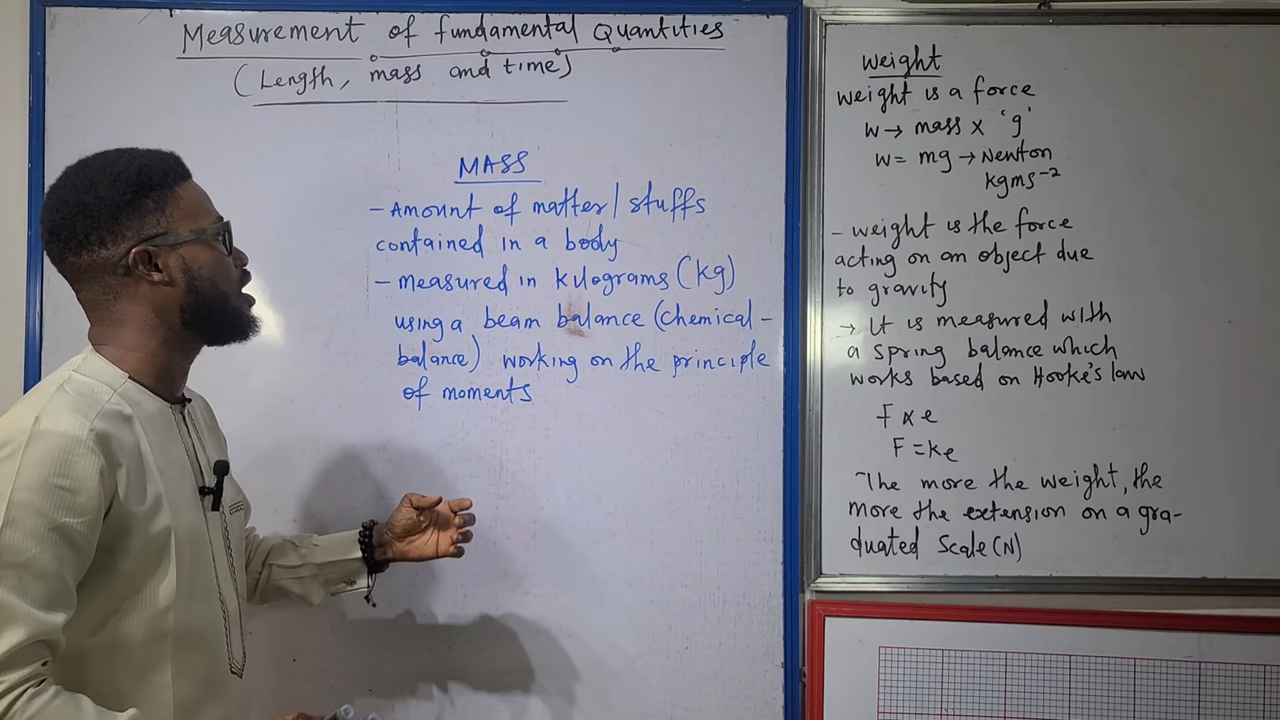 Measurement of fundamental Quantities
(Length, mass and time)
MASS
- Amount of matter/stuffs
contained in a body
- measured in kilograms (kg)
using a beam balance (chemical -
balance) working on the principle
of moments
weight
weight is a force
w → mass x 'g'
w = mg → Newton
kgms⁻²
- weight is the force
acting on an object due
to gravity
→ It is measured with
a spring balance which
works based on Hooke's law
F ∝ e
F = ke
The more the weight, the
more the extension on a gra-
duated scale (N)